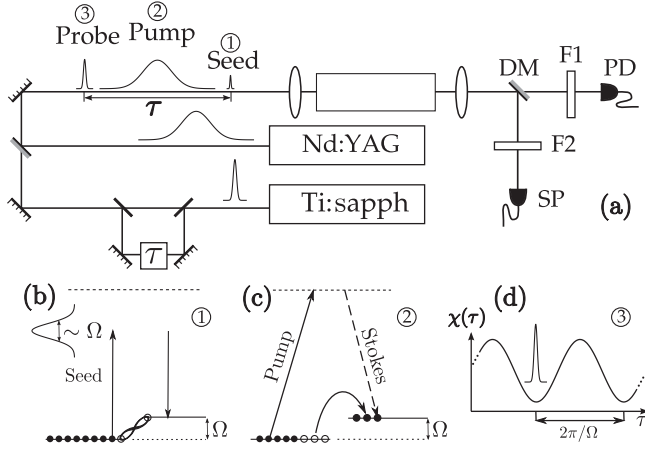 ③ ② ①
Probe Pump Seed
τ
DM F1 PD
F2
SP
Nd:YAG
Ti:sapph
τ
(a)
(b) ①
∼ Ω
Seed
Ω
(c) ②
Pump
Stokes
Ω
(d) ③
χ(τ)
τ
2π/Ω